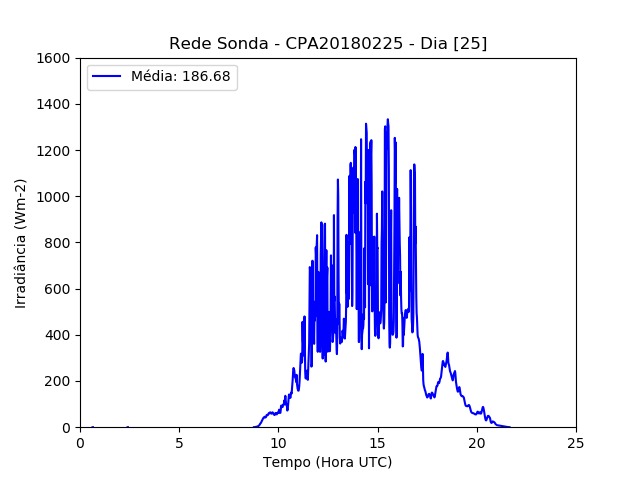 Rede Sonda - CPA20180225 - Dia [25]
Média: 186.68
Irradiância (Wm-2)
1600
1400
1200
1000
800
600
400
200
0
0 5 10 15 20 25
Tempo (Hora UTC)